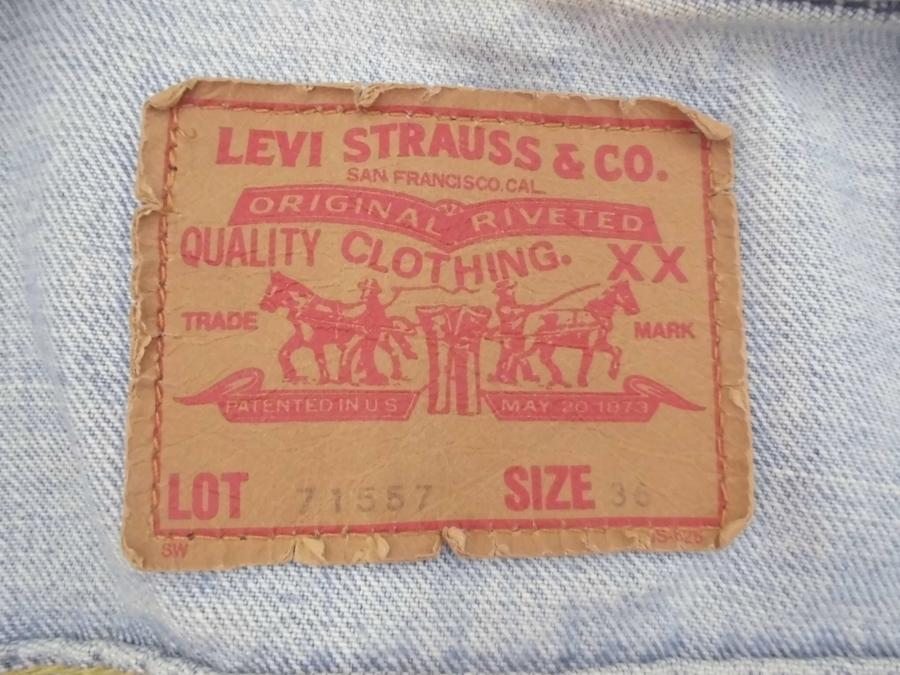 LEVI STRAUSS & CO.
SAN FRANCISCO, CAL.
ORIGINAL RIVETED
QUALITY CLOTHING. XX
TRADE MARK
PATENTED IN U S MAY 20 1873
LOT 71557 SIZE 36
SW